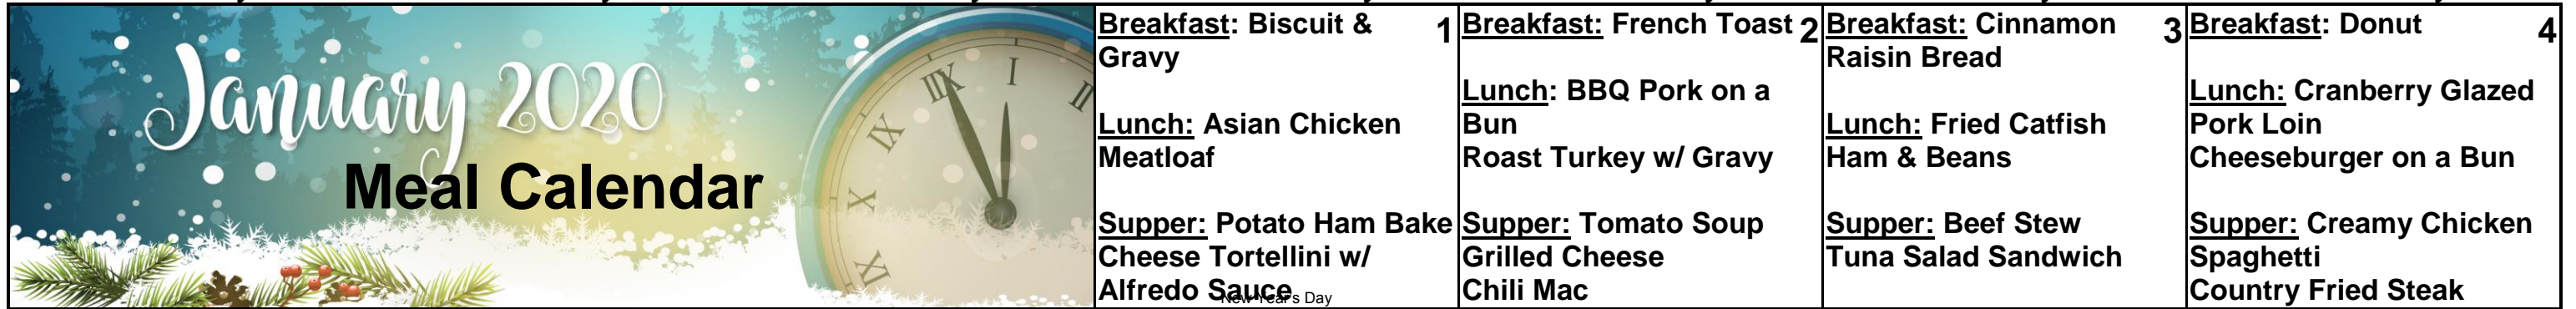 January 2020
Meal Calendar
Breakfast: Biscuit & 1
Gravy
Lunch: Asian Chicken
Meatloaf
Supper: Potato Ham Bake
Cheese Tortellini w/
Alfredo Sauce
New Year's Day
Breakfast: French Toast 2
Lunch: BBQ Pork on a
Bun
Roast Turkey w/ Gravy
Supper: Tomato Soup
Grilled Cheese
Chili Mac
Breakfast: Cinnamon 3
Raisin Bread
Lunch: Fried Catfish
Ham & Beans
Supper: Beef Stew
Tuna Salad Sandwich
Breakfast: Donut 4
Lunch: Cranberry Glazed
Pork Loin
Cheeseburger on a Bun
Supper: Creamy Chicken
Spaghetti
Country Fried Steak